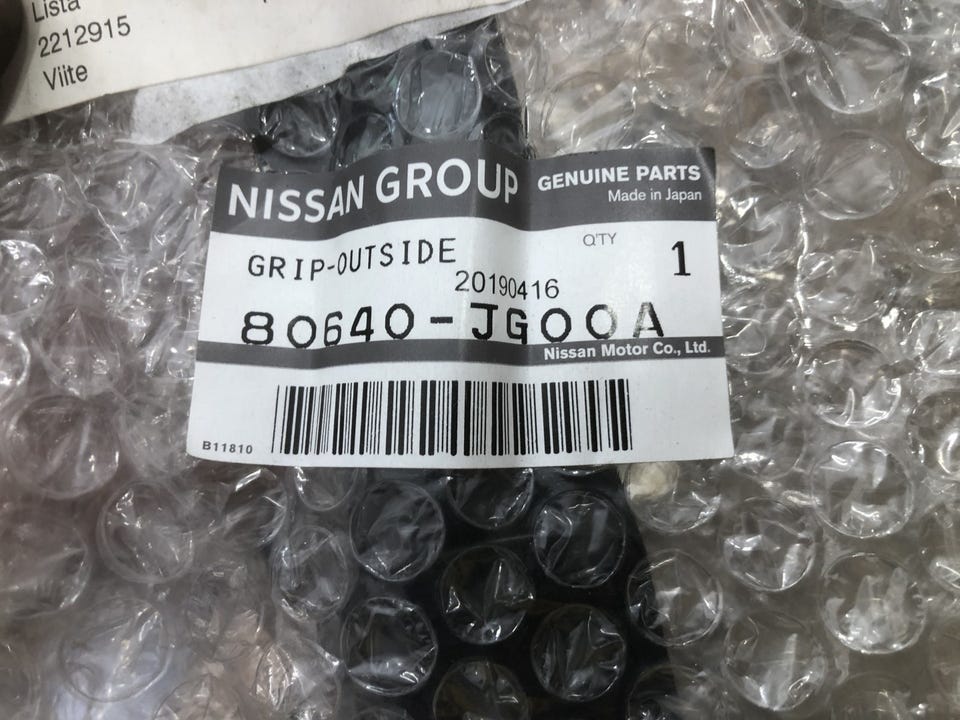 Lista
2212915
Viite
NISSAN GROUP
GENUINE PARTS
Made in Japan
GRIP-OUTSIDE
Q'TY
1
20190416
80640-JG00A
Nissan Motor Co., Ltd.
B11810